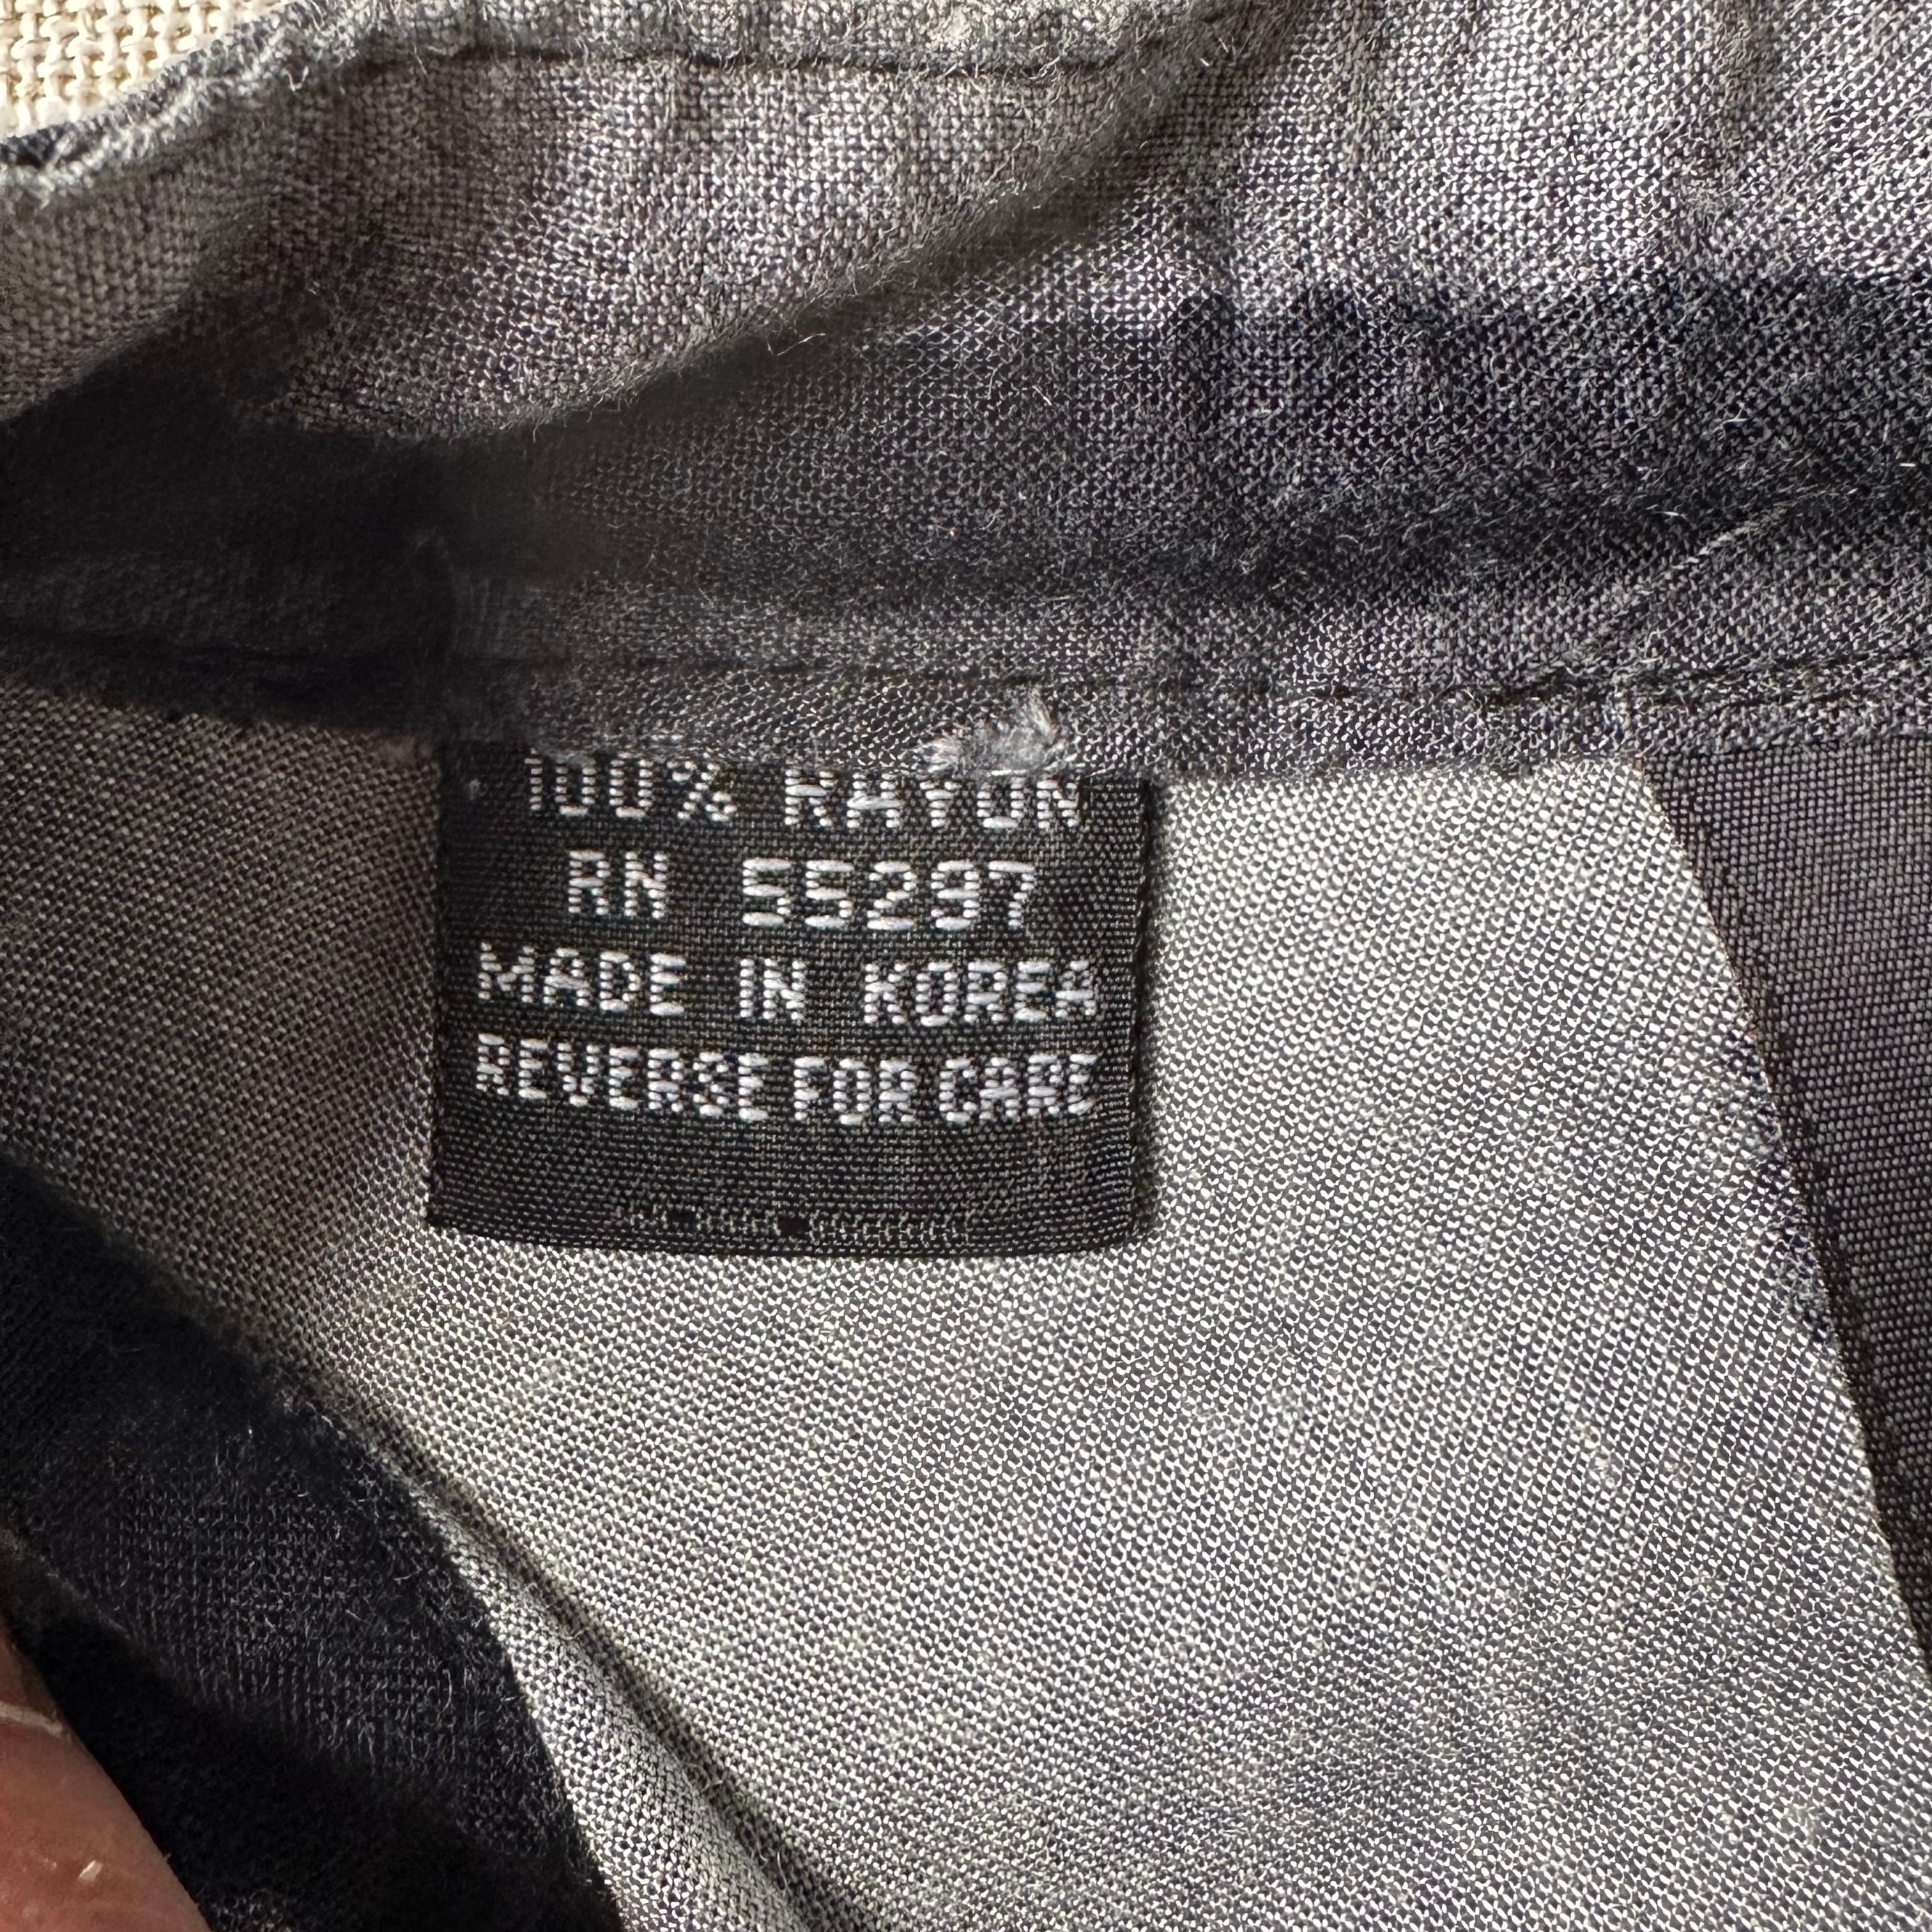 100% RAYON
RN 55297
MADE IN KOREA
REVERSE FOR CARE